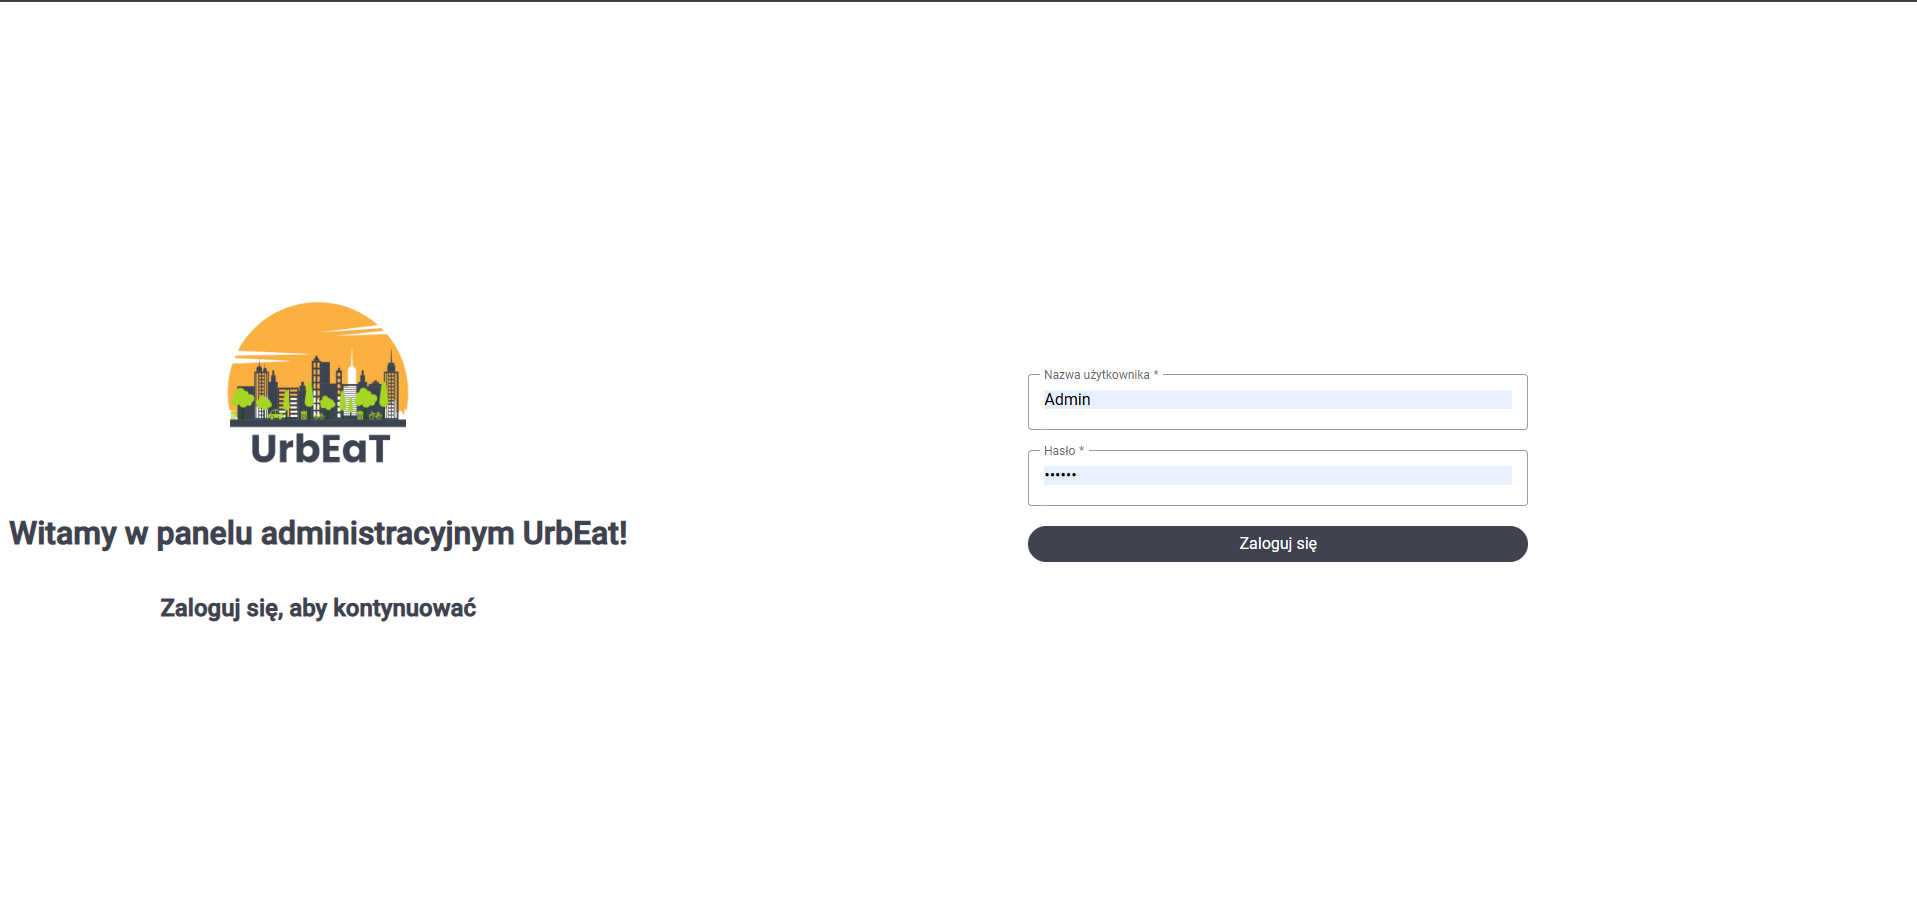 UrbEaT
Witamy w panelu administracyjnym UrbEat!
Zaloguj się, aby kontynuować
Nazwa użytkownika *
Admin
Hasło *
••••••
Zaloguj się